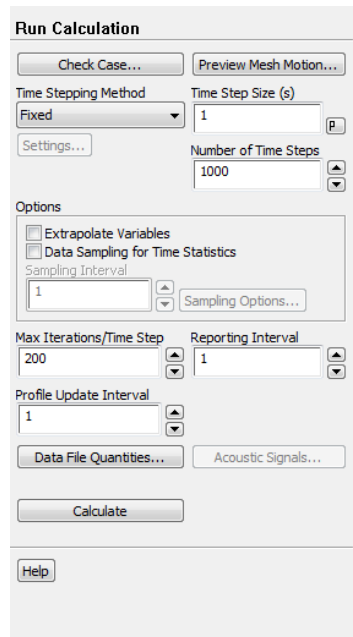 Run Calculation
Check Case... Preview Mesh Motion...
Time Stepping Method Time Step Size (s)
Fixed 1 P
Settings... Number of Time Steps
1000
Options
Extrapolate Variables
Data Sampling for Time Statistics
Sampling Interval
1 Sampling Options...
Max Iterations/Time Step Reporting Interval
200 1
Profile Update Interval
1
Data File Quantities... Acoustic Signals...
Calculate
Help